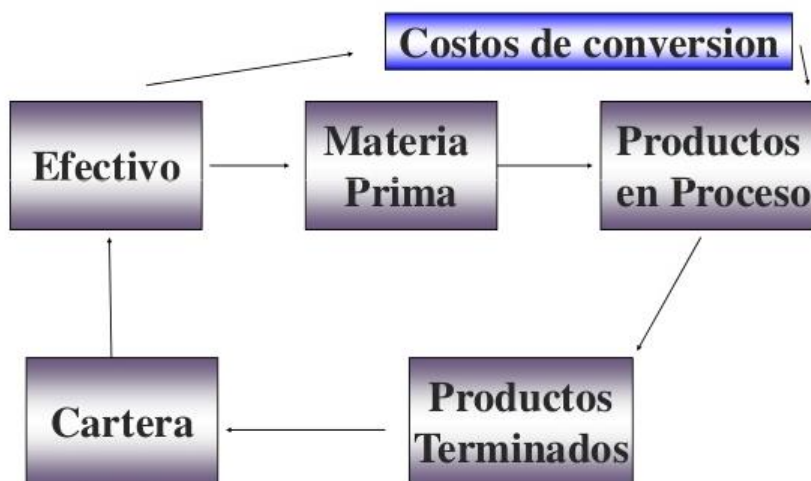 Costos de conversion
Efectivo
Materia
Prima
Productos
en Proceso
Cartera
Productos
Terminados